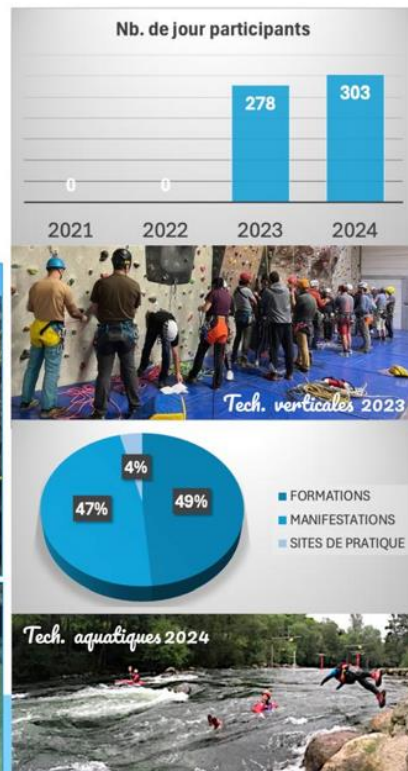 Nb. de jour participants
0 0 278 303
2021 2022 2023 2024
Tech. verticales 2023
4%
47% 49%
FORMATIONS
MANIFESTATIONS
SITES DE PRATIQUE
Tech. aquatiques 2024